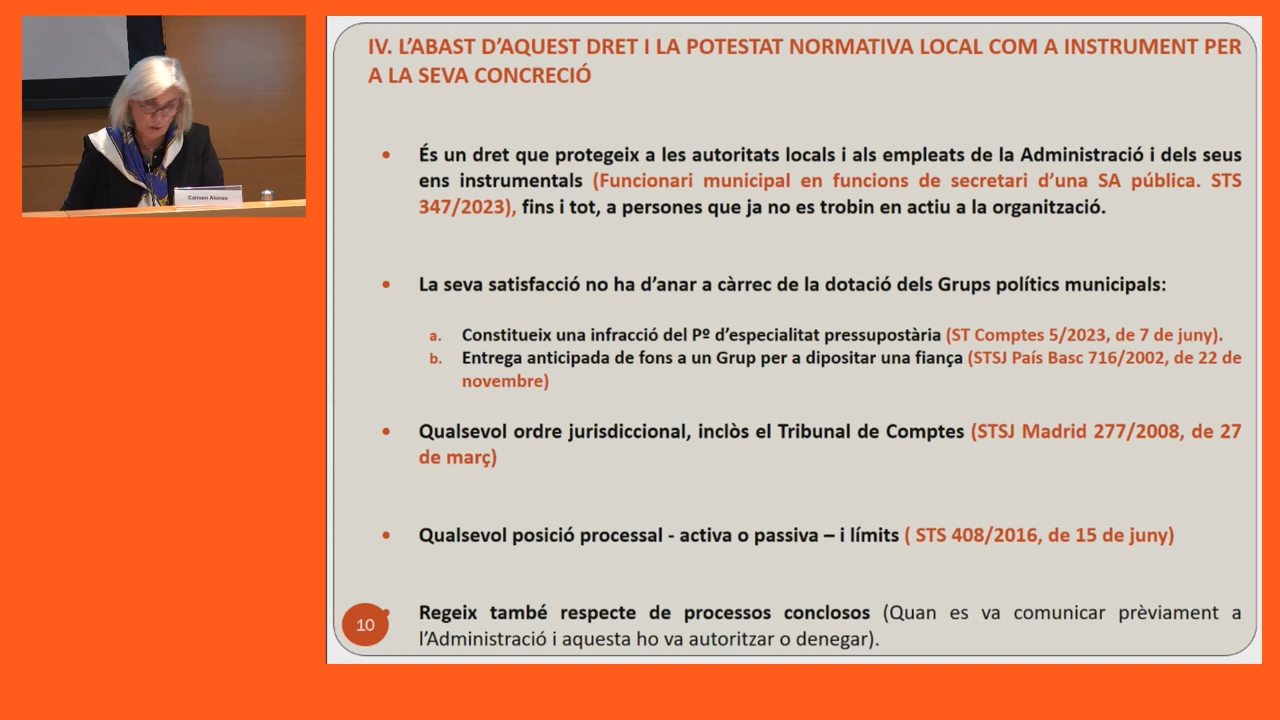 Carmen Alonso
IV. L'ABAST D'AQUEST DRET I LA POTESTAT NORMATIVA LOCAL COM A INSTRUMENT PER
A LA SEVA CONCRECIÓ
• És un dret que protegeix a les autoritats locals i als empleats de la Administració i dels seus
ens instrumentals (Funcionari municipal en funcions de secretari d'una SA pública. STS
347/2023), fins i tot, a persones que ja no es trobin en actiu a la organització.
• La seva satisfacció no ha d'anar a càrrec de la dotació dels Grups polítics municipals:
a. Constitueix una infracció del Pº d'especialitat pressupostària (ST Comptes 5/2023, de 7 de juny).
b. Entrega anticipada de fons a un Grup per a dipositar una fiança (STSJ País Basc 716/2002, de 22 de
novembre)
• Qualsevol ordre jurisdiccional, inclòs el Tribunal de Comptes (STSJ Madrid 277/2008, de 27
de març)
• Qualsevol posició processal - activa o passiva – i límits ( STS 408/2016, de 15 de juny)
• Regeix també respecte de processos conclosos (Quan es va comunicar prèviament a
l'Administració i aquesta ho va autoritzar o denegar).
10